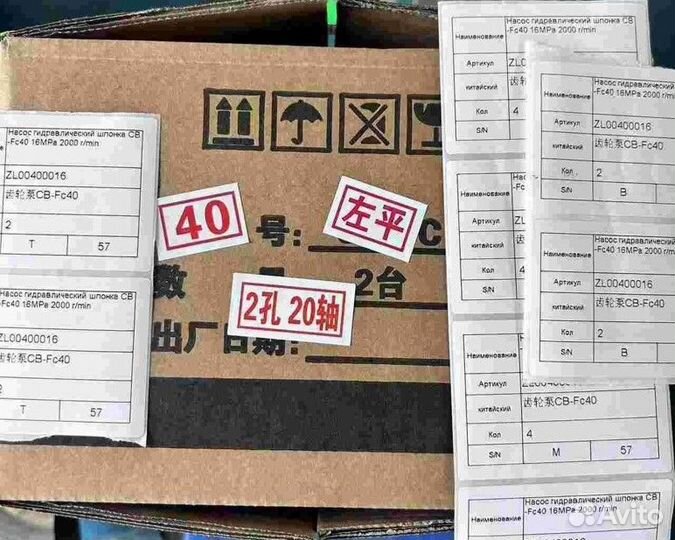 Насос гидравлический шпонка CB
-Fc40 16MPa 2000 r/min
ZL00400016
齿轮泵CB-Fc40
2
T 57
Насос гидравлический шпонка CB
-Fc40 16MPa 2000 r/min
ZL00400016
齿轮泵CB-Fc40
2
T 57
40
左平
2孔 20轴
号: C
数 2台
出厂日期:
Наименование
Насос гидравлический шпонка CB
-Fc40 16MPa 2000 r/min
Артикул
китайский
Кол 4
S/N
Наименование
Насос гидравлический шпонка CB
-Fc40 16MPa 2000 r/min
Артикул ZL00400016
китайский 齿轮泵CB-Fc40
Кол 2
S/N B
Насос гидравлический шпонка CB
-Fc40 16MPa 2000 r/min
Наименование
Артикул ZL00400016
китайский 齿轮泵CB-Fc40
Кол 2
S/N B
Наименование
Артикул
китайский
Кол 4
S/N
Наименование
Артикул
китайский 齿轮泵CB-Fc40
Кол 4
S/N M 57
Насос гидравлический шпонка CB
-Fc40 16MPa 2000 r/min
Наименование
Avito